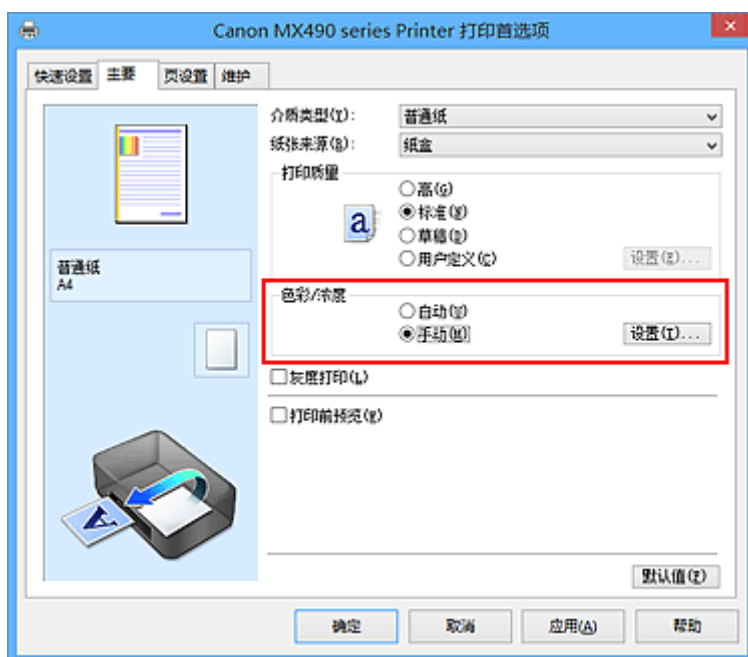 Canon MX490 series Printer 打印首选项
快速设置 主要 页设置 维护
介质类型(Y): 普通纸
纸张来源(B): 纸盒
打印质量
高(G)
a
标准(S)
草稿(D)
用户定义(C) 设置(E)...
普通纸
A4
色彩/浓度
自动(U)
手动(M) 设置(T)...
灰度打印(L)
打印前预览(W)
A
默认值(F)
确定 取消 应用(A) 帮助